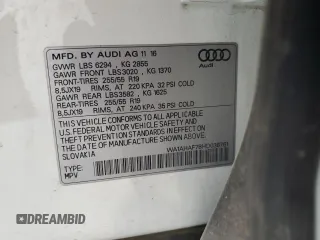 MFD. BY AUDI AG 11 16
GVWR LBS 6294 , KG 2855
GAWR FRONT LBS3020 , KG 1370
FRONT-TIRES 255/55 R19
8.5JX19 RIMS, AT 220 KPA 32 PSI COLD
GAWR REAR LBS3582 , KG 1625
REAR-TIRES 255/55 R19
8.5JX19 RIMS, AT 240 KPA 35 PSI COLD
Audi
THIS VEHICLE CONFORMS TO ALL APPLICABLE
U.S. FEDERAL MOTOR VEHICLE SAFETY AND
THEFT PREVENTION STANDARDS IN EFFECT ON
THE DATE OF MANUFACTURE SHOWN ABOVE.
SLOVAKIA
TYPE:
MPV
© AUTOBIDMASTER
AUTOBIDMASTER.COM